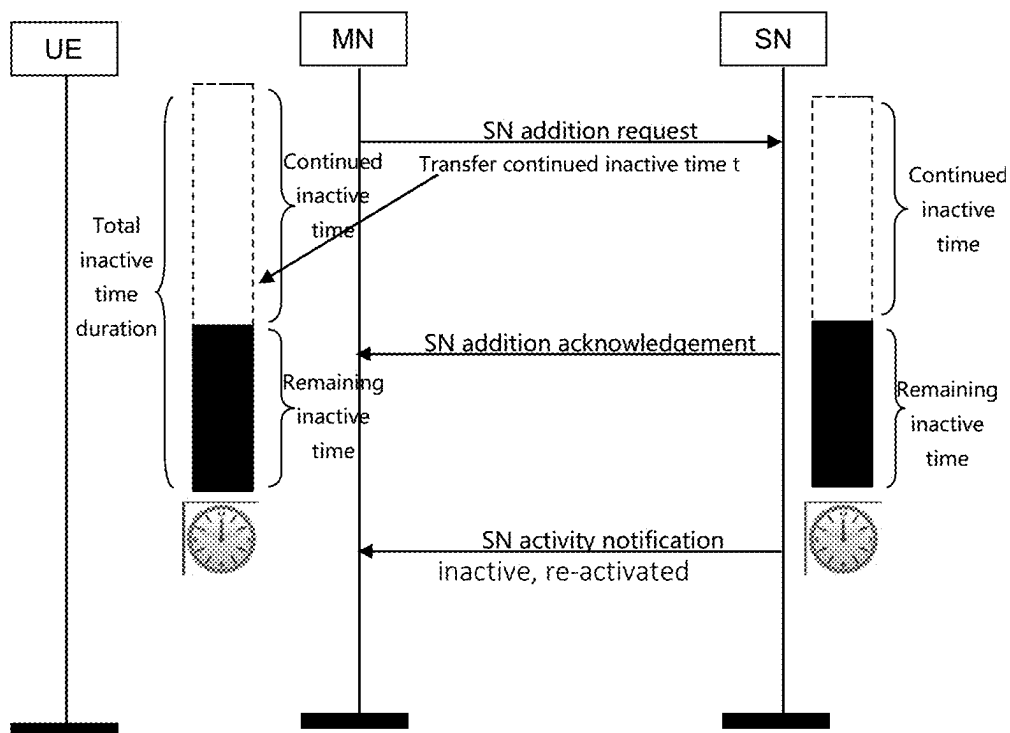 UE
MN
SN
SN addition request
Transfer continued inactive time t
Continued
inactive
time
Continued
inactive
time
Total
inactive
time
duration
SN addition acknowledgement
Remaining
inactive
time
Remaining
inactive
time
SN activity notification
inactive, re-activated